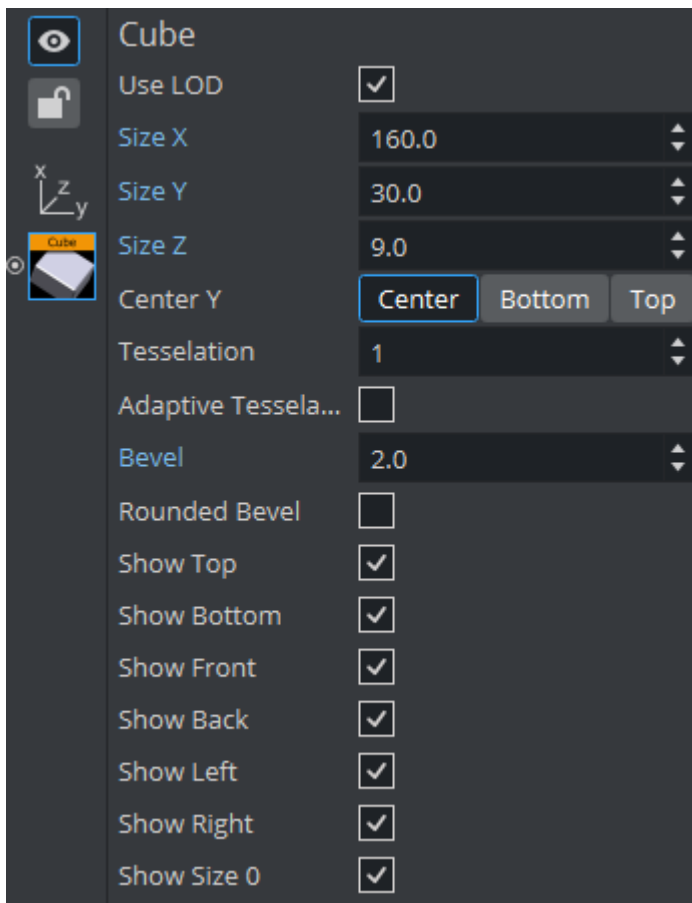 Cube
Use LOD
Size X 160.0
x
z
y
Size Y 30.0
Cube
Size Z 9.0
Center Y Center Bottom Top
Tesselation 1
Adaptive Tessela...
Bevel 2.0
Rounded Bevel
Show Top
Show Bottom
Show Front
Show Back
Show Left
Show Right
Show Size 0